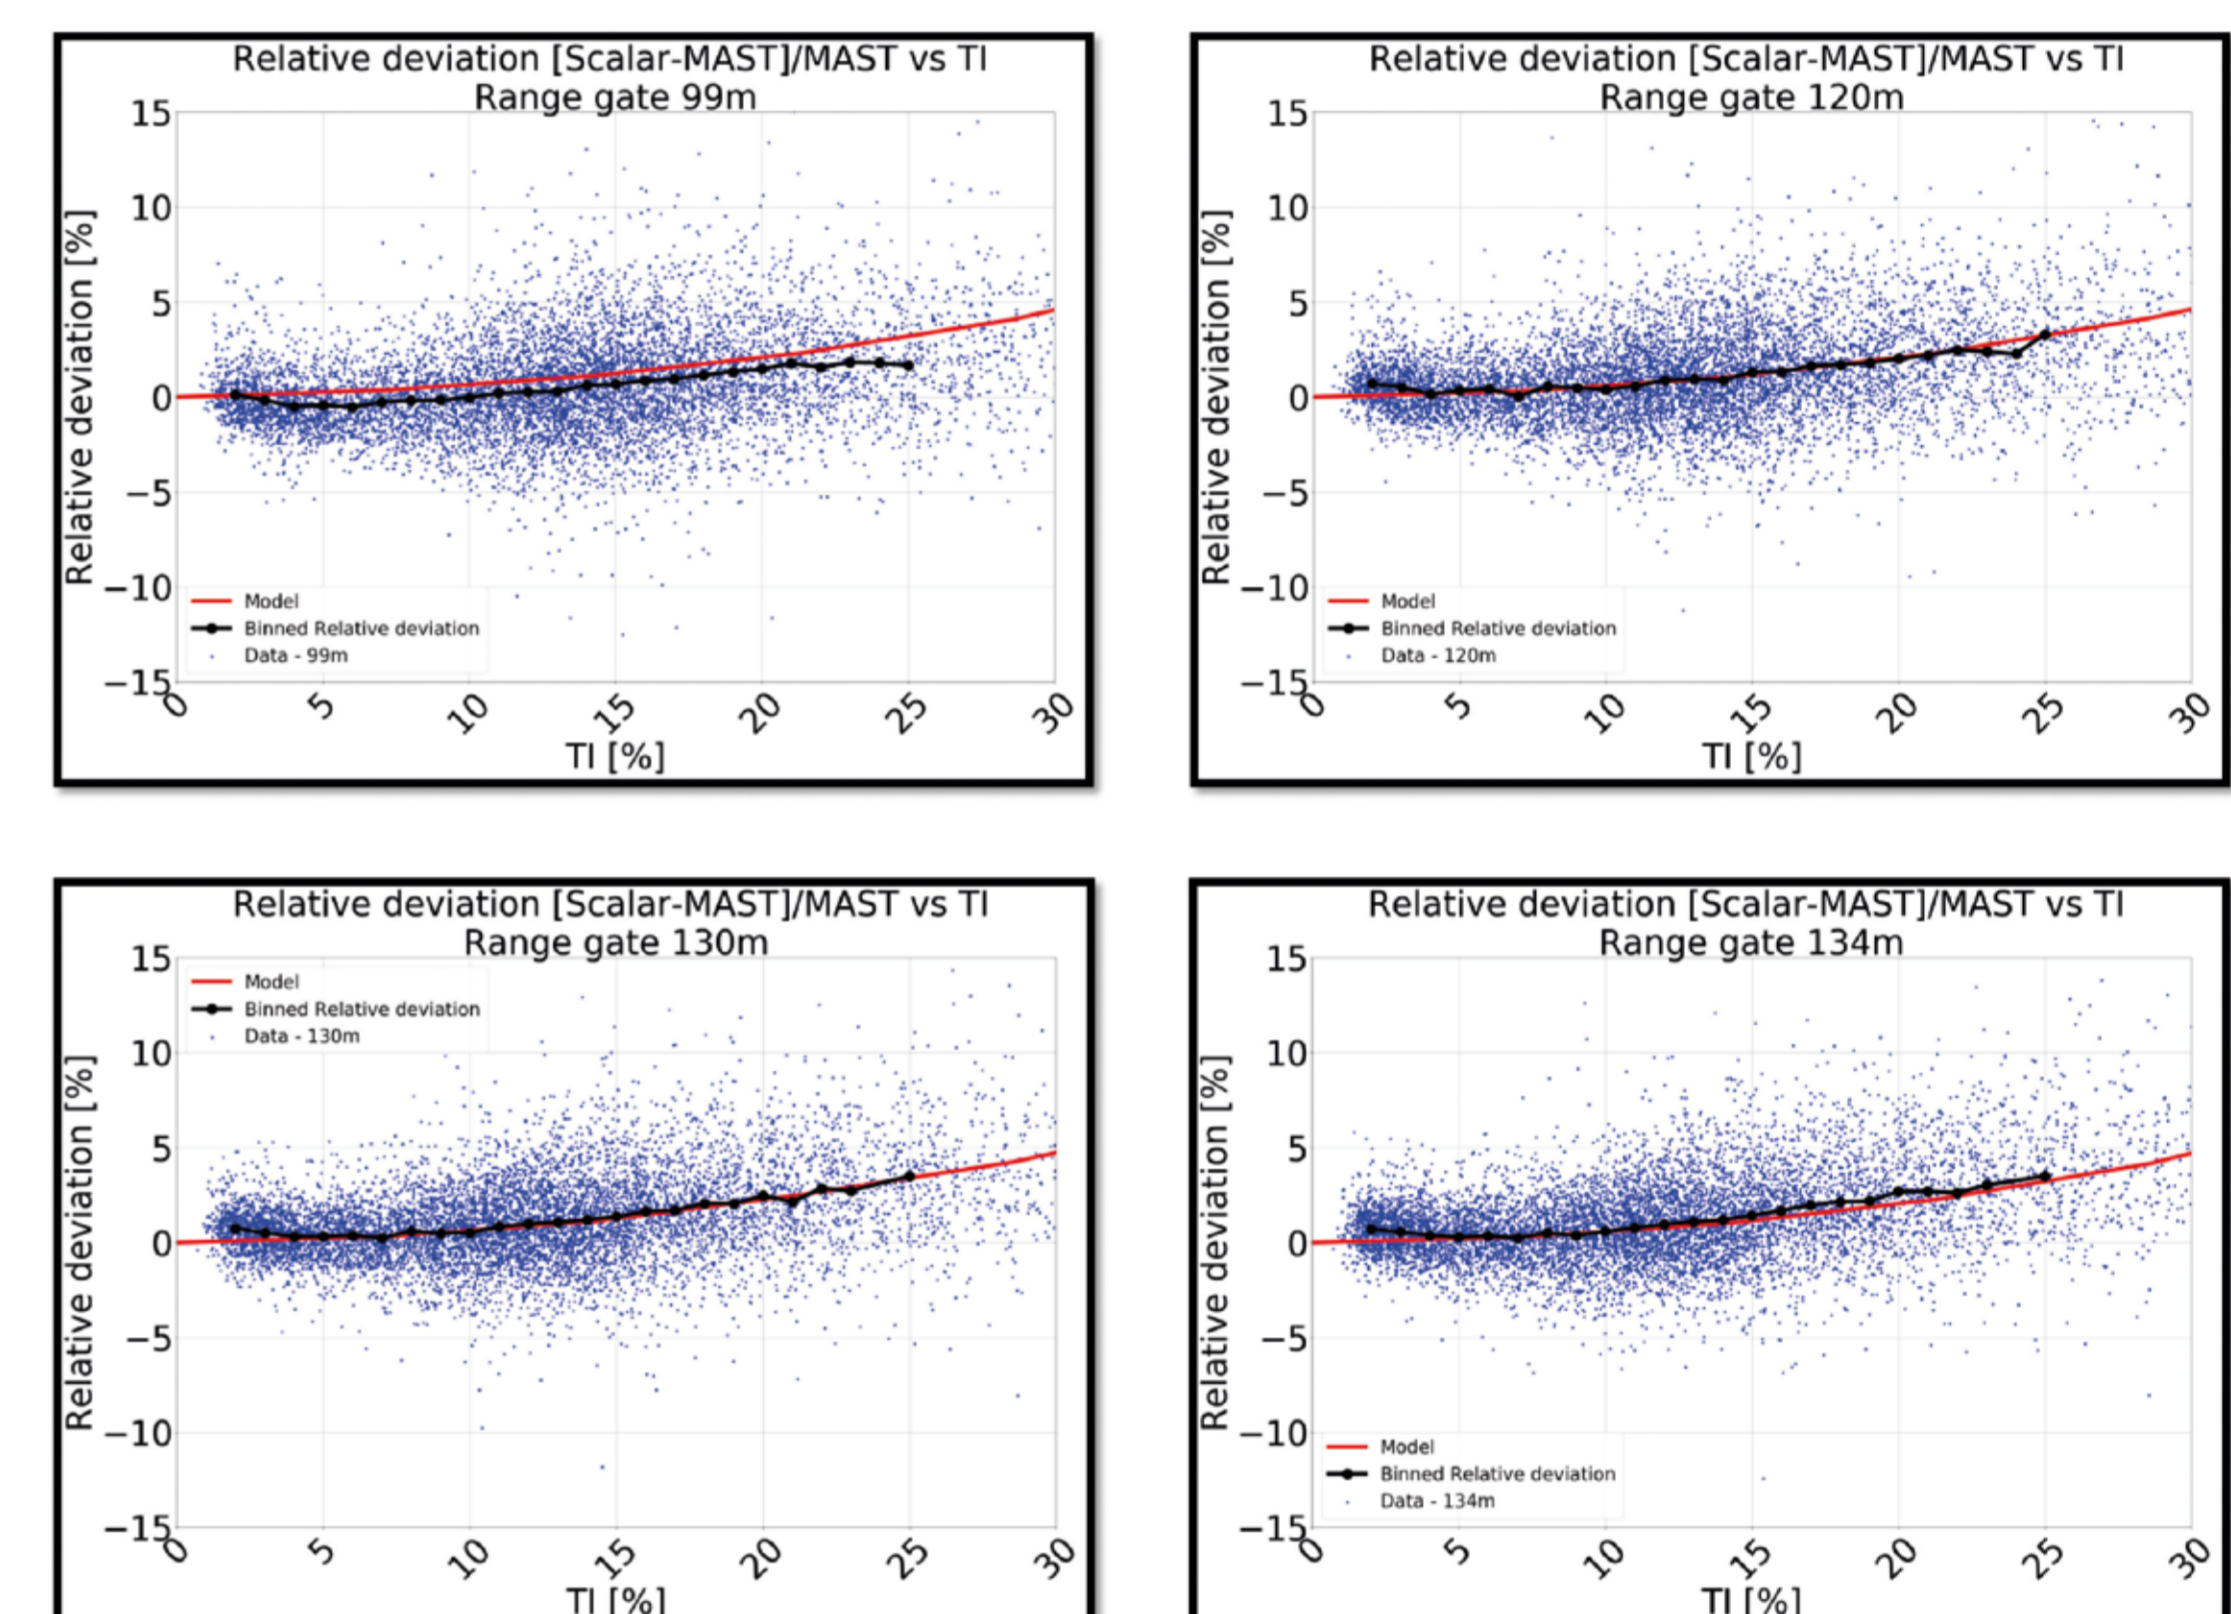 Relative deviation [Scalar-MAST]/MAST vs TI
Range gate 99m
15
10
5
0
−5
−10
−15
Relative deviation [%]
Model
Binned Relative deviation
Data - 99m
0
5
10
15
20
25
30
TI [%]
Relative deviation [Scalar-MAST]/MAST vs TI
Range gate 120m
15
10
5
0
−5
−10
−15
Relative deviation [%]
Model
Binned Relative deviation
Data - 120m
0
5
10
15
20
25
30
TI [%]
Relative deviation [Scalar-MAST]/MAST vs TI
Range gate 130m
15
10
5
0
−5
−10
−15
Relative deviation [%]
Model
Binned Relative deviation
Data - 130m
0
5
10
15
20
25
30
TI [%]
Relative deviation [Scalar-MAST]/MAST vs TI
Range gate 134m
15
10
5
0
−5
−10
−15
Relative deviation [%]
Model
Binned Relative deviation
Data - 134m
0
5
10
15
20
25
30
TI [%]